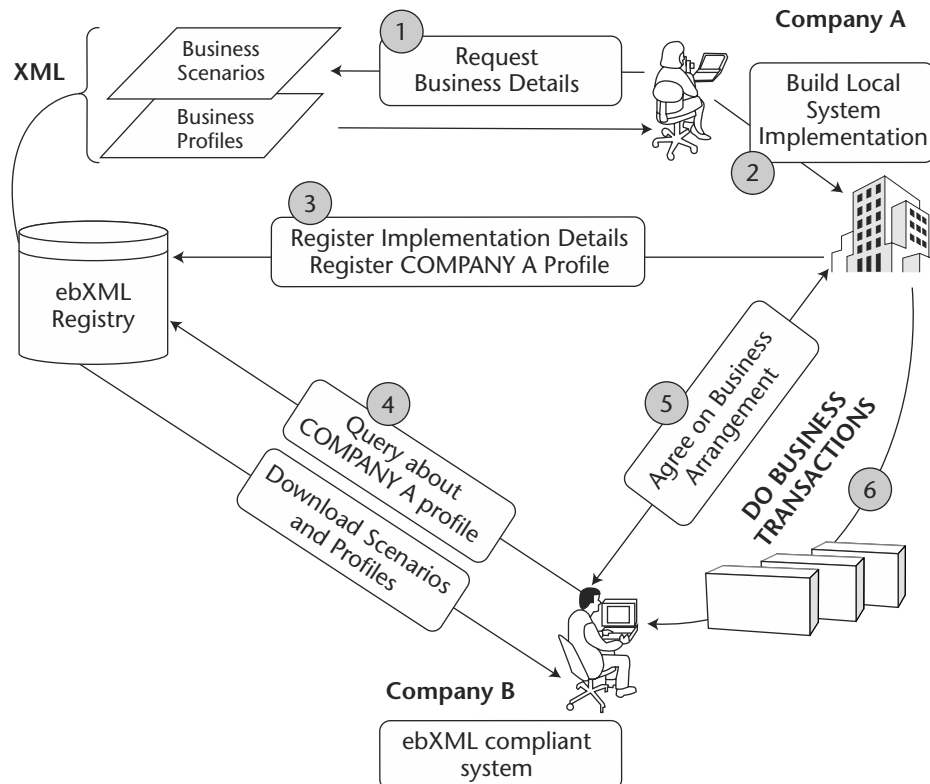 Company A
XML
Business
Scenarios
Business
Profiles
1
Request
Business Details
Build Local
System
Implementation
2
3
Register Implementation Details
Register COMPANY A Profile
ebXML
Registry
4
Query about
COMPANY A profile
Download Scenarios
and Profiles
5
Agree on Business
Arrangement
DO BUSINESS
TRANSACTIONS
6
Company B
ebXML compliant
system